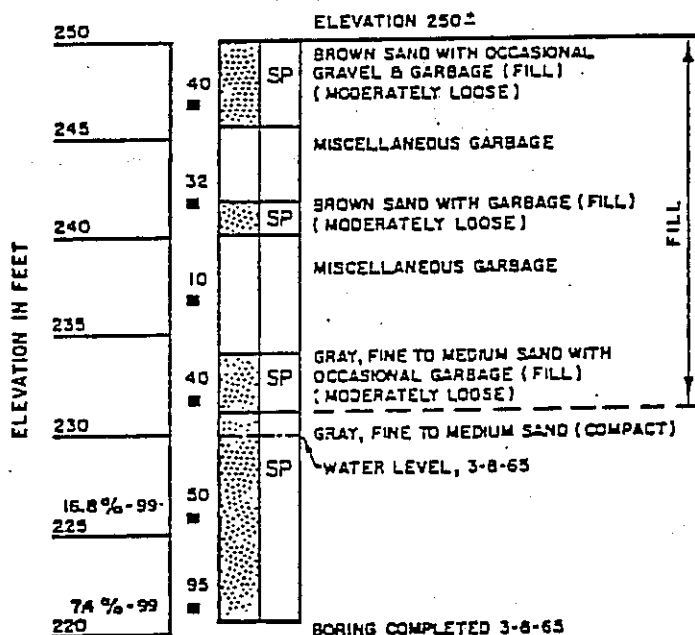 ELEVATION 250±
250
BROWN SAND WITH OCCASIONAL
GRAVEL & GARBAGE (FILL)
(MODERATELY LOOSE)
SP
40
245
MISCELLANEOUS GARBAGE
32
BROWN SAND WITH GARBAGE (FILL)
(MODERATELY LOOSE)
SP
240
MISCELLANEOUS GARBAGE
10
235
GRAY, FINE TO MEDIUM SAND WITH
OCCASIONAL GARBAGE (FILL)
(MODERATELY LOOSE)
SP
40
FILL
ELEVATION IN FEET
230
GRAY, FINE TO MEDIUM SAND (COMPACT)
WATER LEVEL, 3-8-65
SP
50
16.8%-99
225
95
7.4%-99
220
BORING COMPLETED 3-8-65